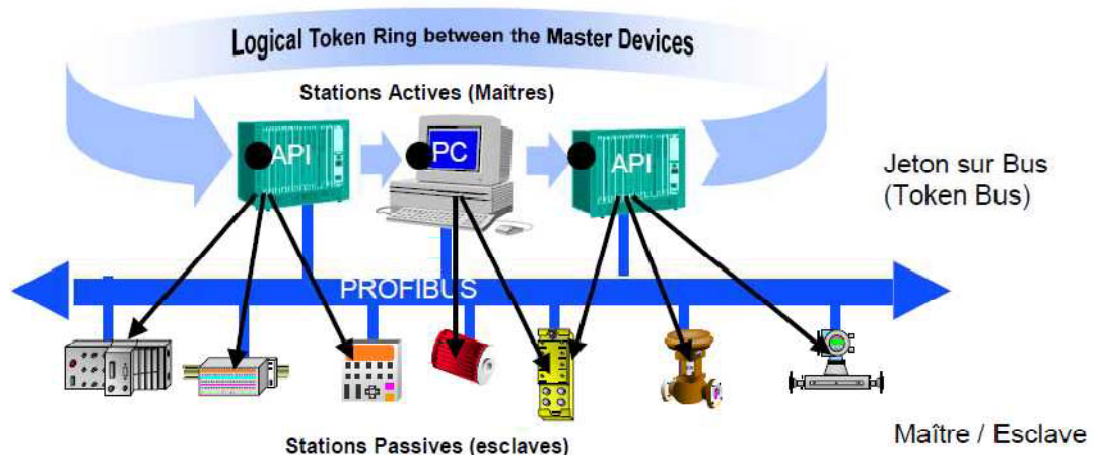 Logical Token Ring between the Master Devices
Stations Actives (Maîtres)
API
PC
API
Jeton sur Bus
(Token Bus)
PROFIBUS
Stations Passives (esclaves)
Maître / Esclave